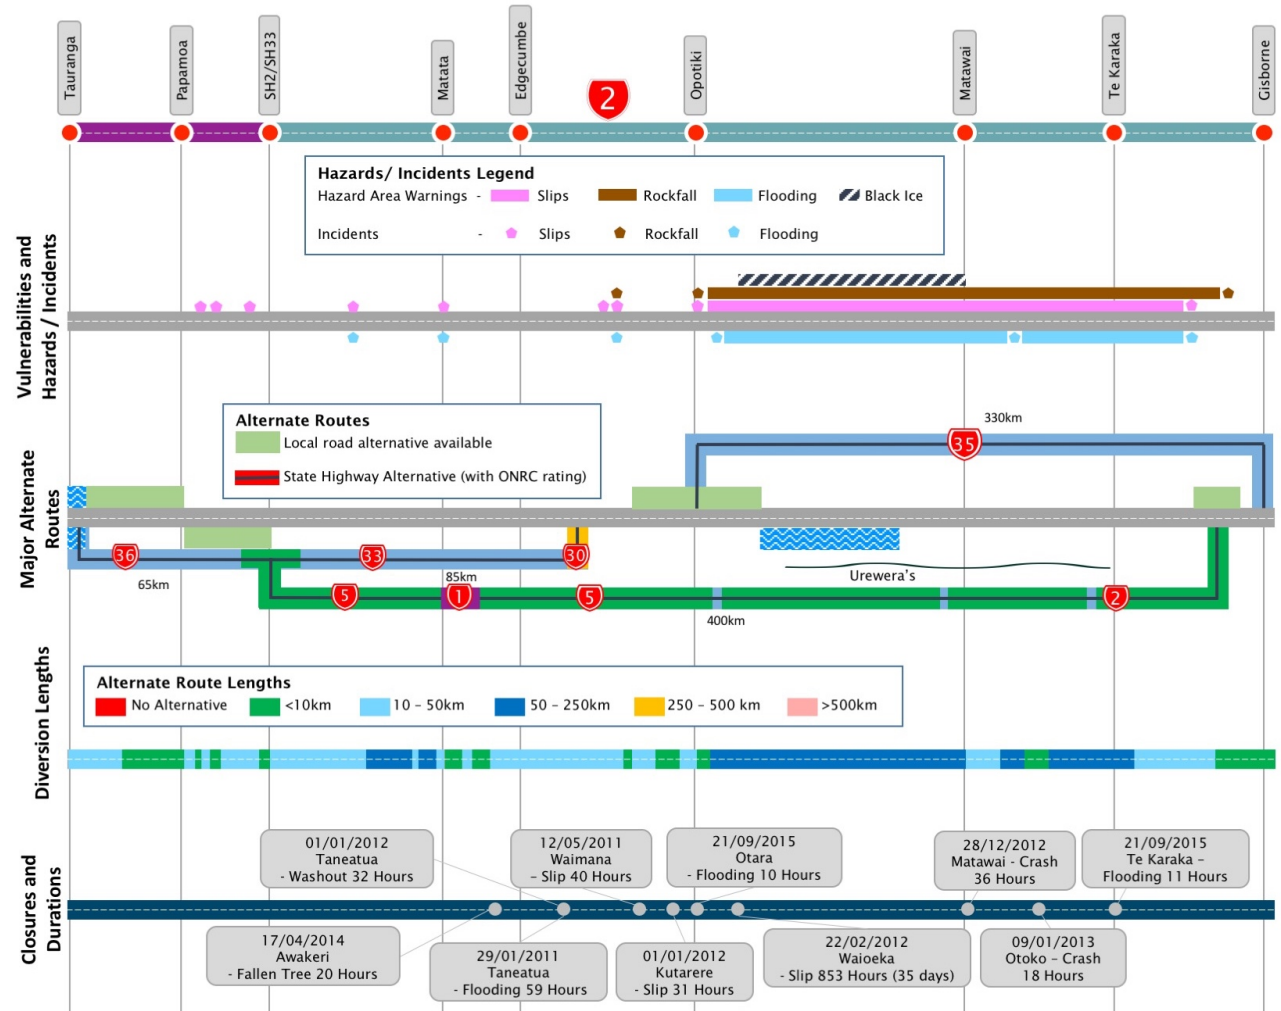 Tauranga
Papamoa
SH2/SH33
Matata
Edgecumbe
2
Opotiki
Matawai
Te Karaka
Gisborne
Vulnerabilities and
Hazards / Incidents
Hazards/ Incidents Legend
Hazard Area Warnings - Slips Rockfall Flooding Black Ice
Incidents - Slips Rockfall Flooding
Major Alternate
Routes
Alternate Routes
Local road alternative available
State Highway Alternative (with ONRC rating)
330km
35
36
33
30
65km
85km
Urewera's
5
1
5
2
400km
Diversion Lengths
Alternate Route Lengths
No Alternative <10km 10 – 50km 50 – 250km 250 – 500 km >500km
Closures and
Durations
01/01/2012
Taneatua
- Washout 32 Hours
12/05/2011
Waimana
– Slip 40 Hours
21/09/2015
Otara
- Flooding 10 Hours
28/12/2012
Matawai - Crash
36 Hours
21/09/2015
Te Karaka –
Flooding 11 Hours
17/04/2014
Awakeri
- Fallen Tree 20 Hours
29/01/2011
Taneatua
- Flooding 59 Hours
01/01/2012
Kutarere
- Slip 31 Hours
22/02/2012
Waioeka
- Slip 853 Hours (35 days)
09/01/2013
Otoko – Crash
18 Hours